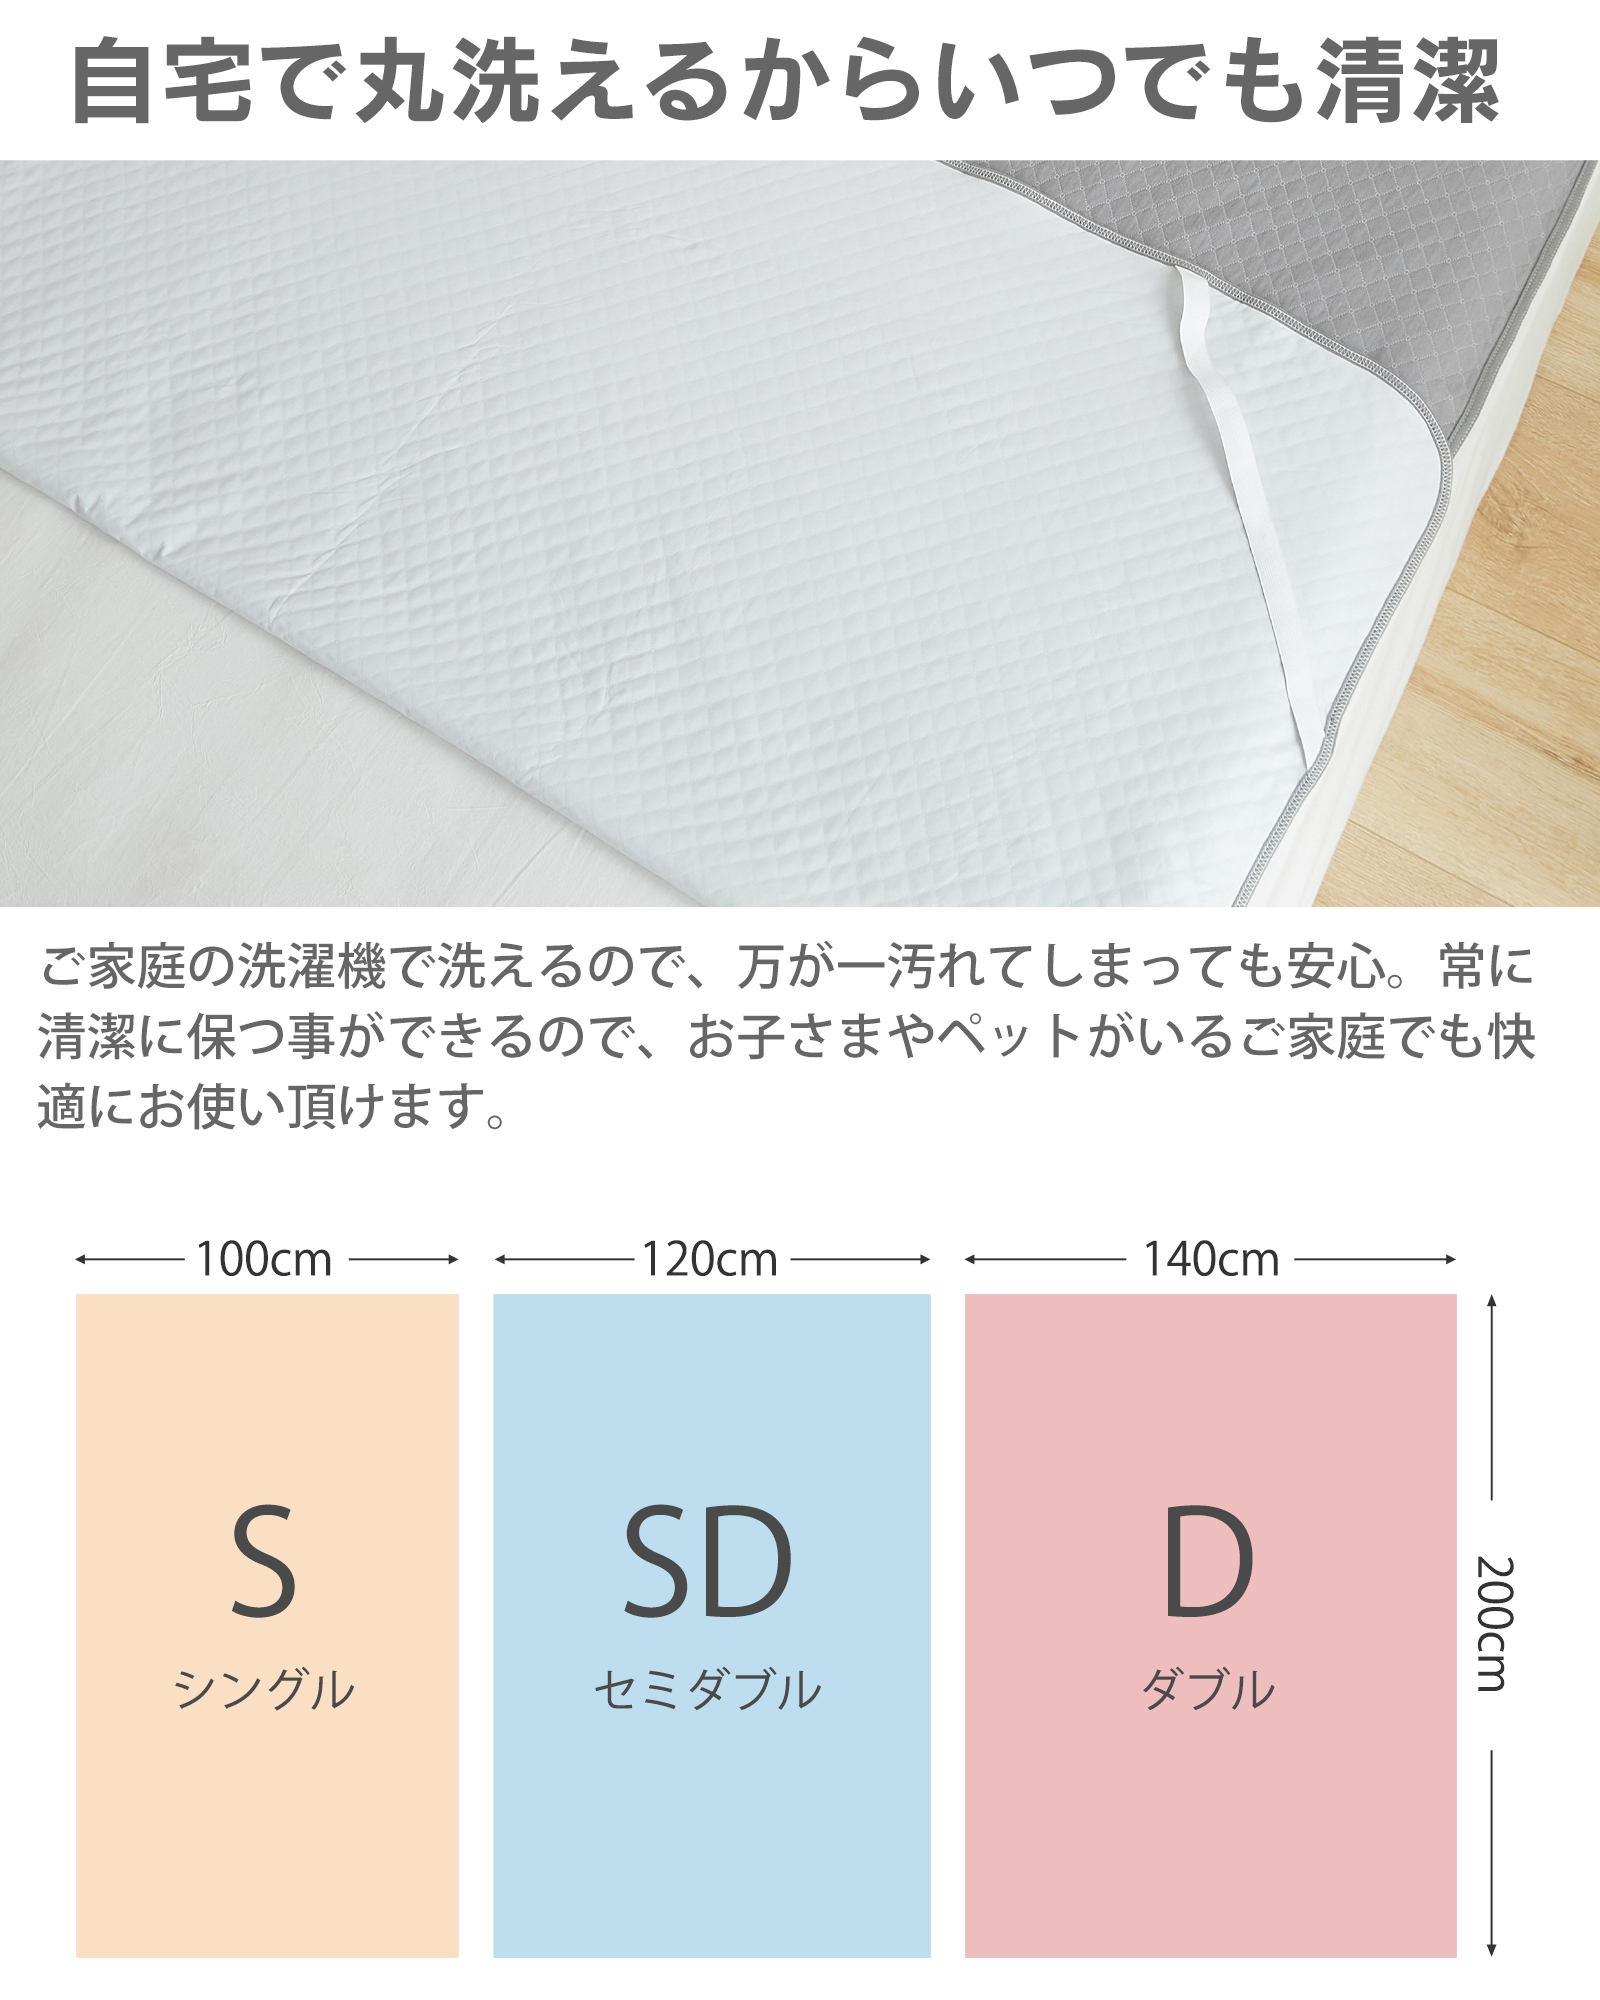 自宅で丸洗えるからいつでも清潔
ご家庭の洗濯機で洗えるので、万が一汚れてしまっても安心。常に
清潔に保つ事ができるので、お子さまやペットがいるご家庭でも快
適にお使い頂けます。
100cm
120cm
140cm
S
シングル
SD
セミダブル
D
ダブル
200cm